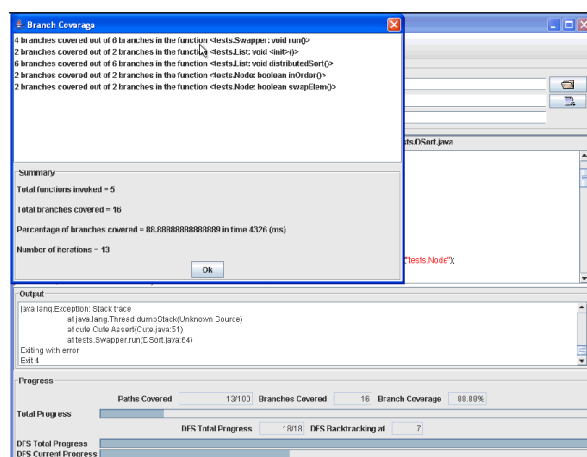 Branch Coverage
4 branches covered out of 6 branches in the function <tests.Swapper: void run()>
2 branches covered out of 2 branches in the function <tests.List: void <init>()>
6 branches covered out of 6 branches in the function <tests.List: void distributedSort()>
2 branches covered out of 2 branches in the function <tests.Node: boolean inOrder()>
2 branches covered out of 2 branches in the function <tests.Node: boolean swapElem()>
Summary
Total functions invoked = 5
Total branches covered = 16
Percentage of branches covered = 88.88888888888889 in time 4326 (ms)
Number of iterations = 13
Ok
ts.DSort.java
"tests.Node");
Output
java.lang.Exception: Stack trace
at java.lang.Thread.dumpStack(Unknown Source)
at cute.Cute.Assert(Cute.java:51)
at tests.Swapper.run(DSort.java:64)
Exiting with error
Exit 4
Progress
Paths Covered 13/100 Branches Covered 16 Branch Coverage 88.88%
Total Progress
DFS Total Progress 18/18 DFS Backtracking at 7
DFS Total Progress
DFS Current Progress